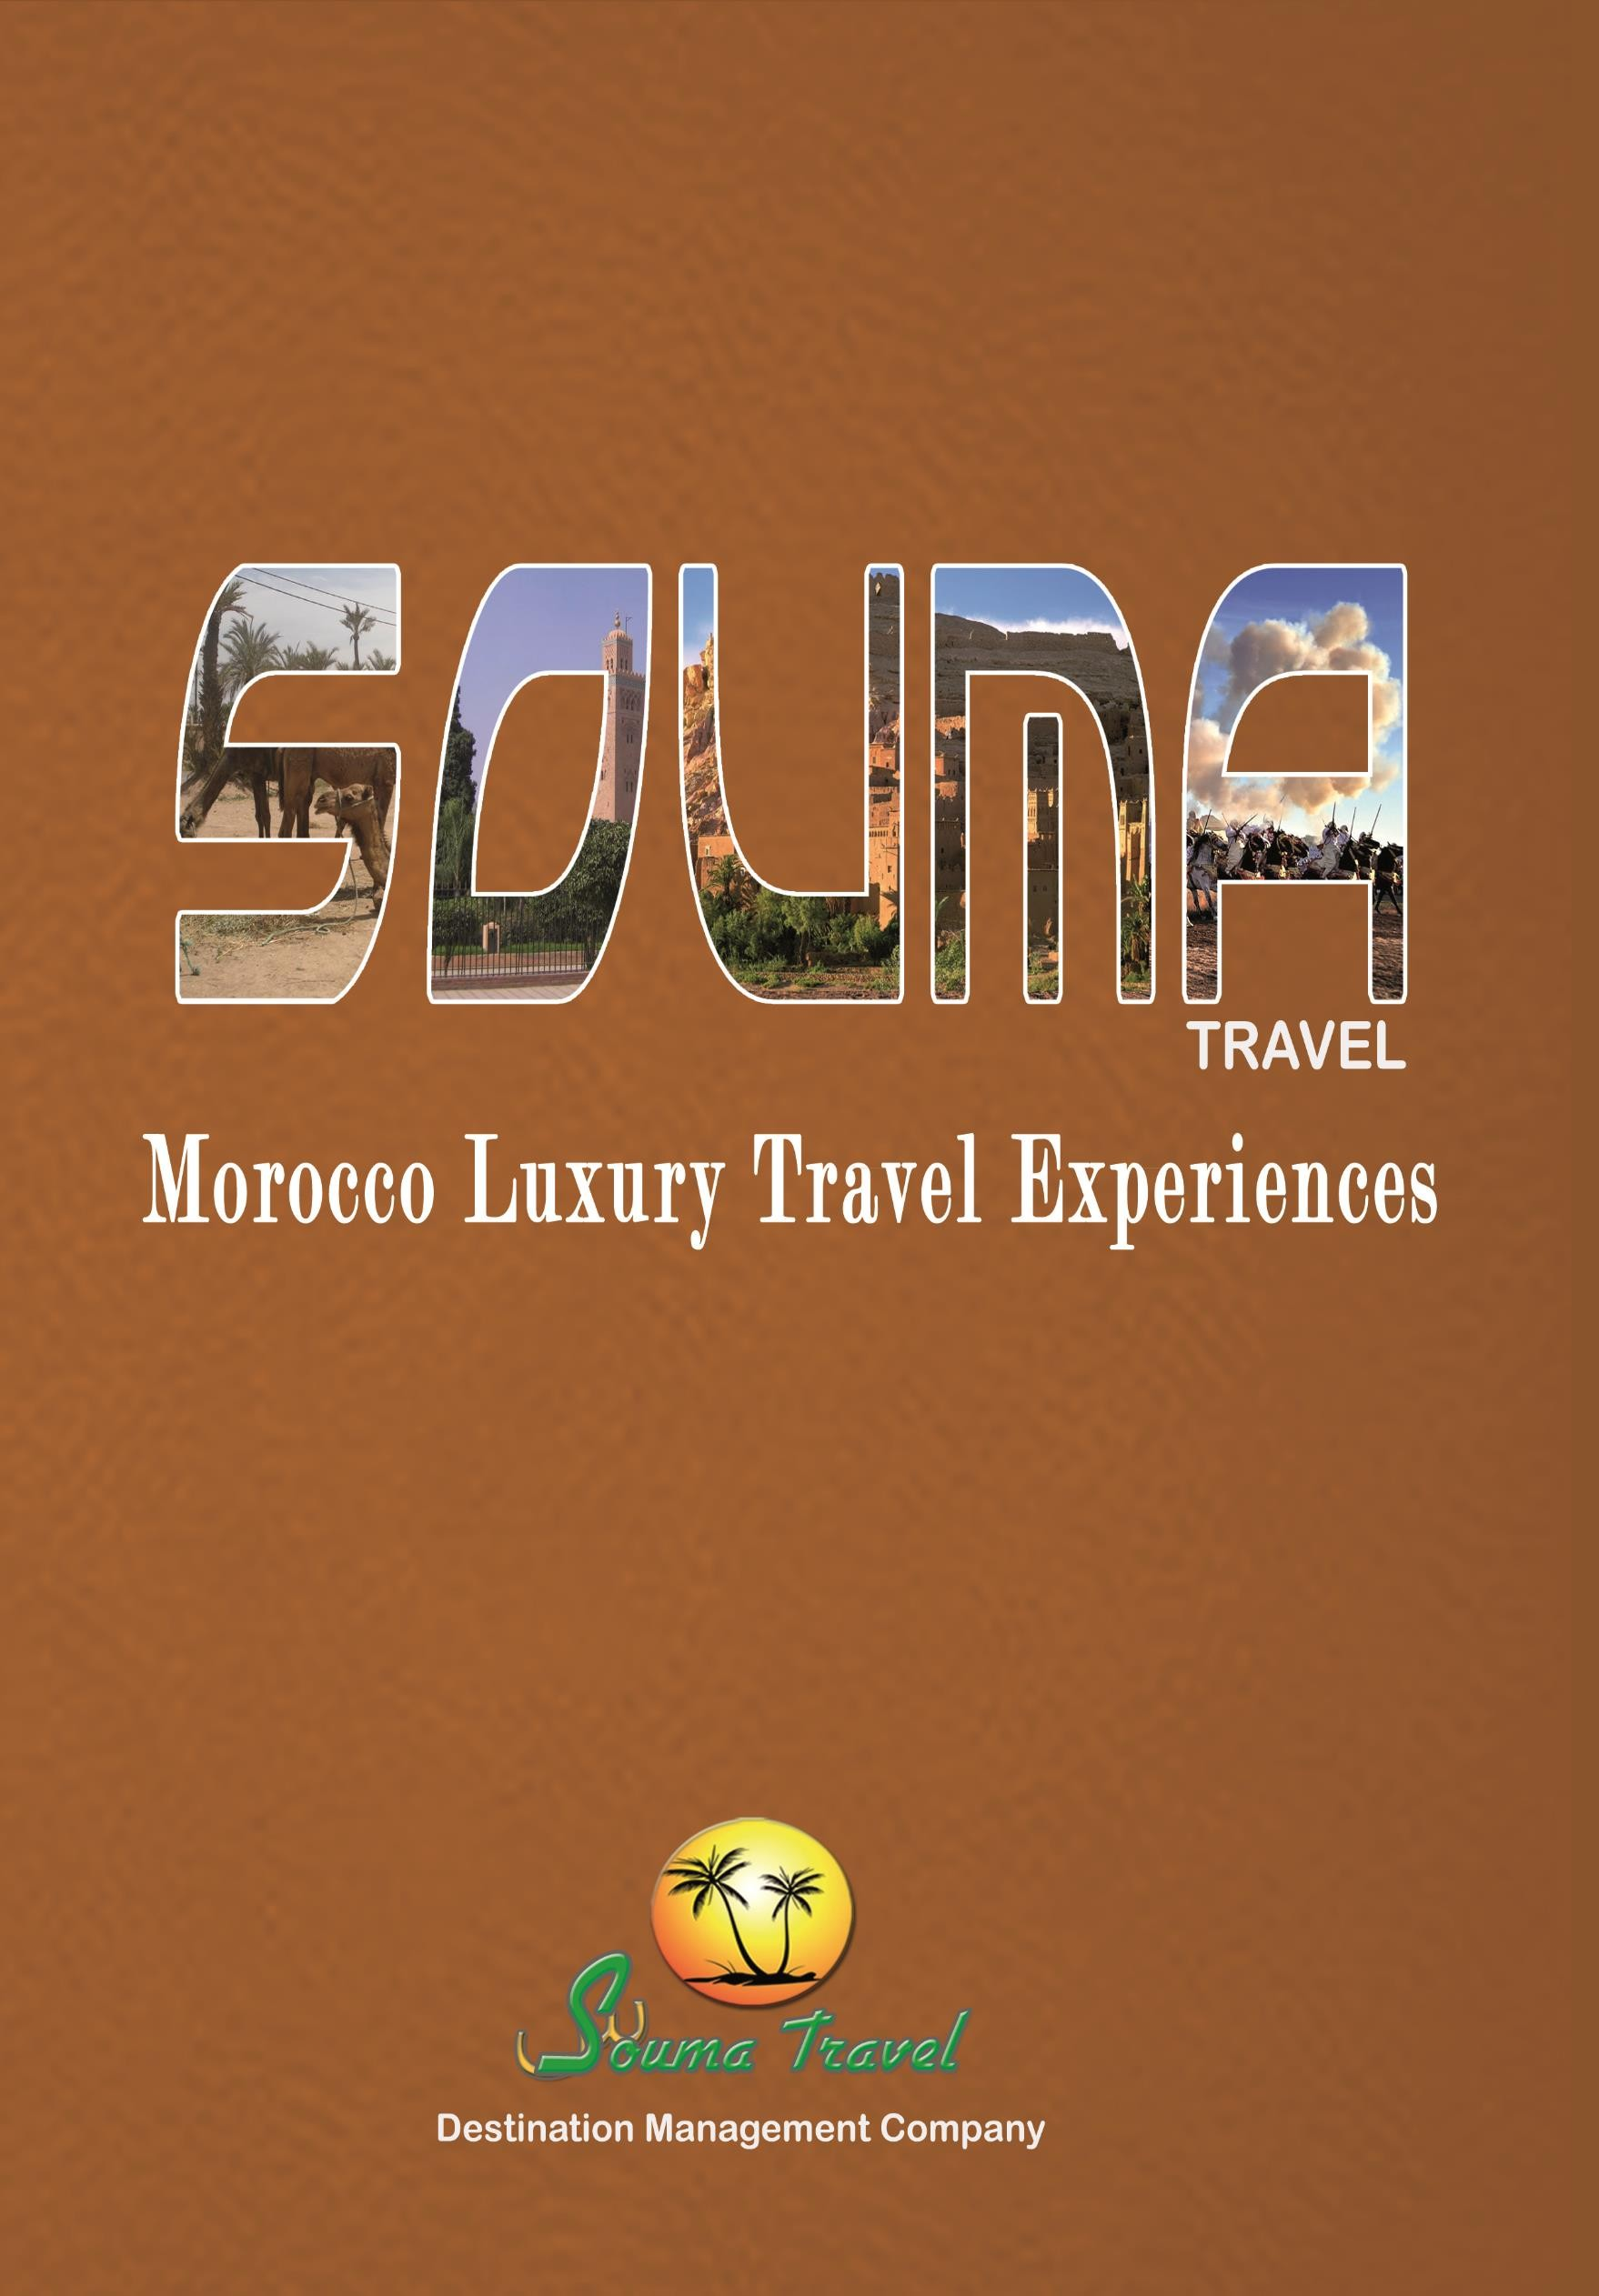 SOUMA
TRAVEL
Morocco Luxury Travel Experiences
Souma Travel
Destination Management Company